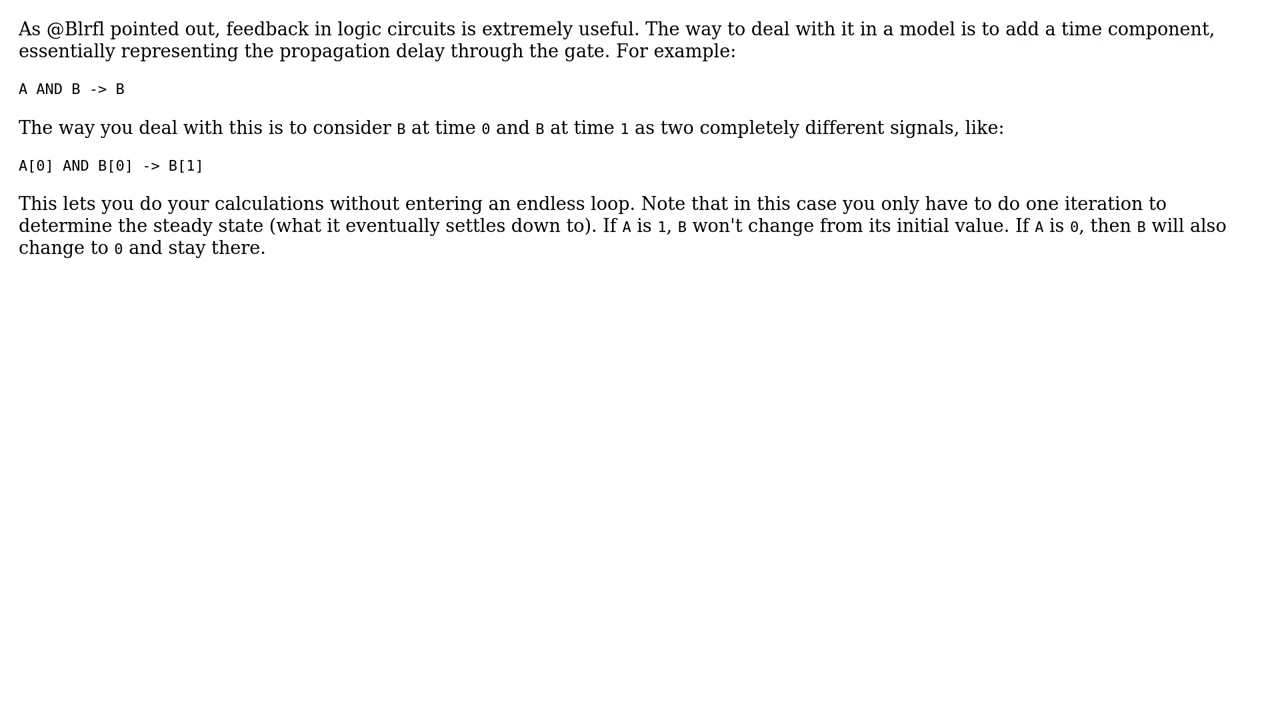 As @Blrfl pointed out, feedback in logic circuits is extremely useful. The way to deal with it in a model is to add a time component,
essentially representing the propagation delay through the gate. For example:
A AND B -> B
The way you deal with this is to consider B at time 0 and B at time 1 as two completely different signals, like:
A[0] AND B[0] -> B[1]
This lets you do your calculations without entering an endless loop. Note that in this case you only have to do one iteration to
determine the steady state (what it eventually settles down to). If A is 1, B won't change from its initial value. If A is 0, then B will also
change to 0 and stay there.